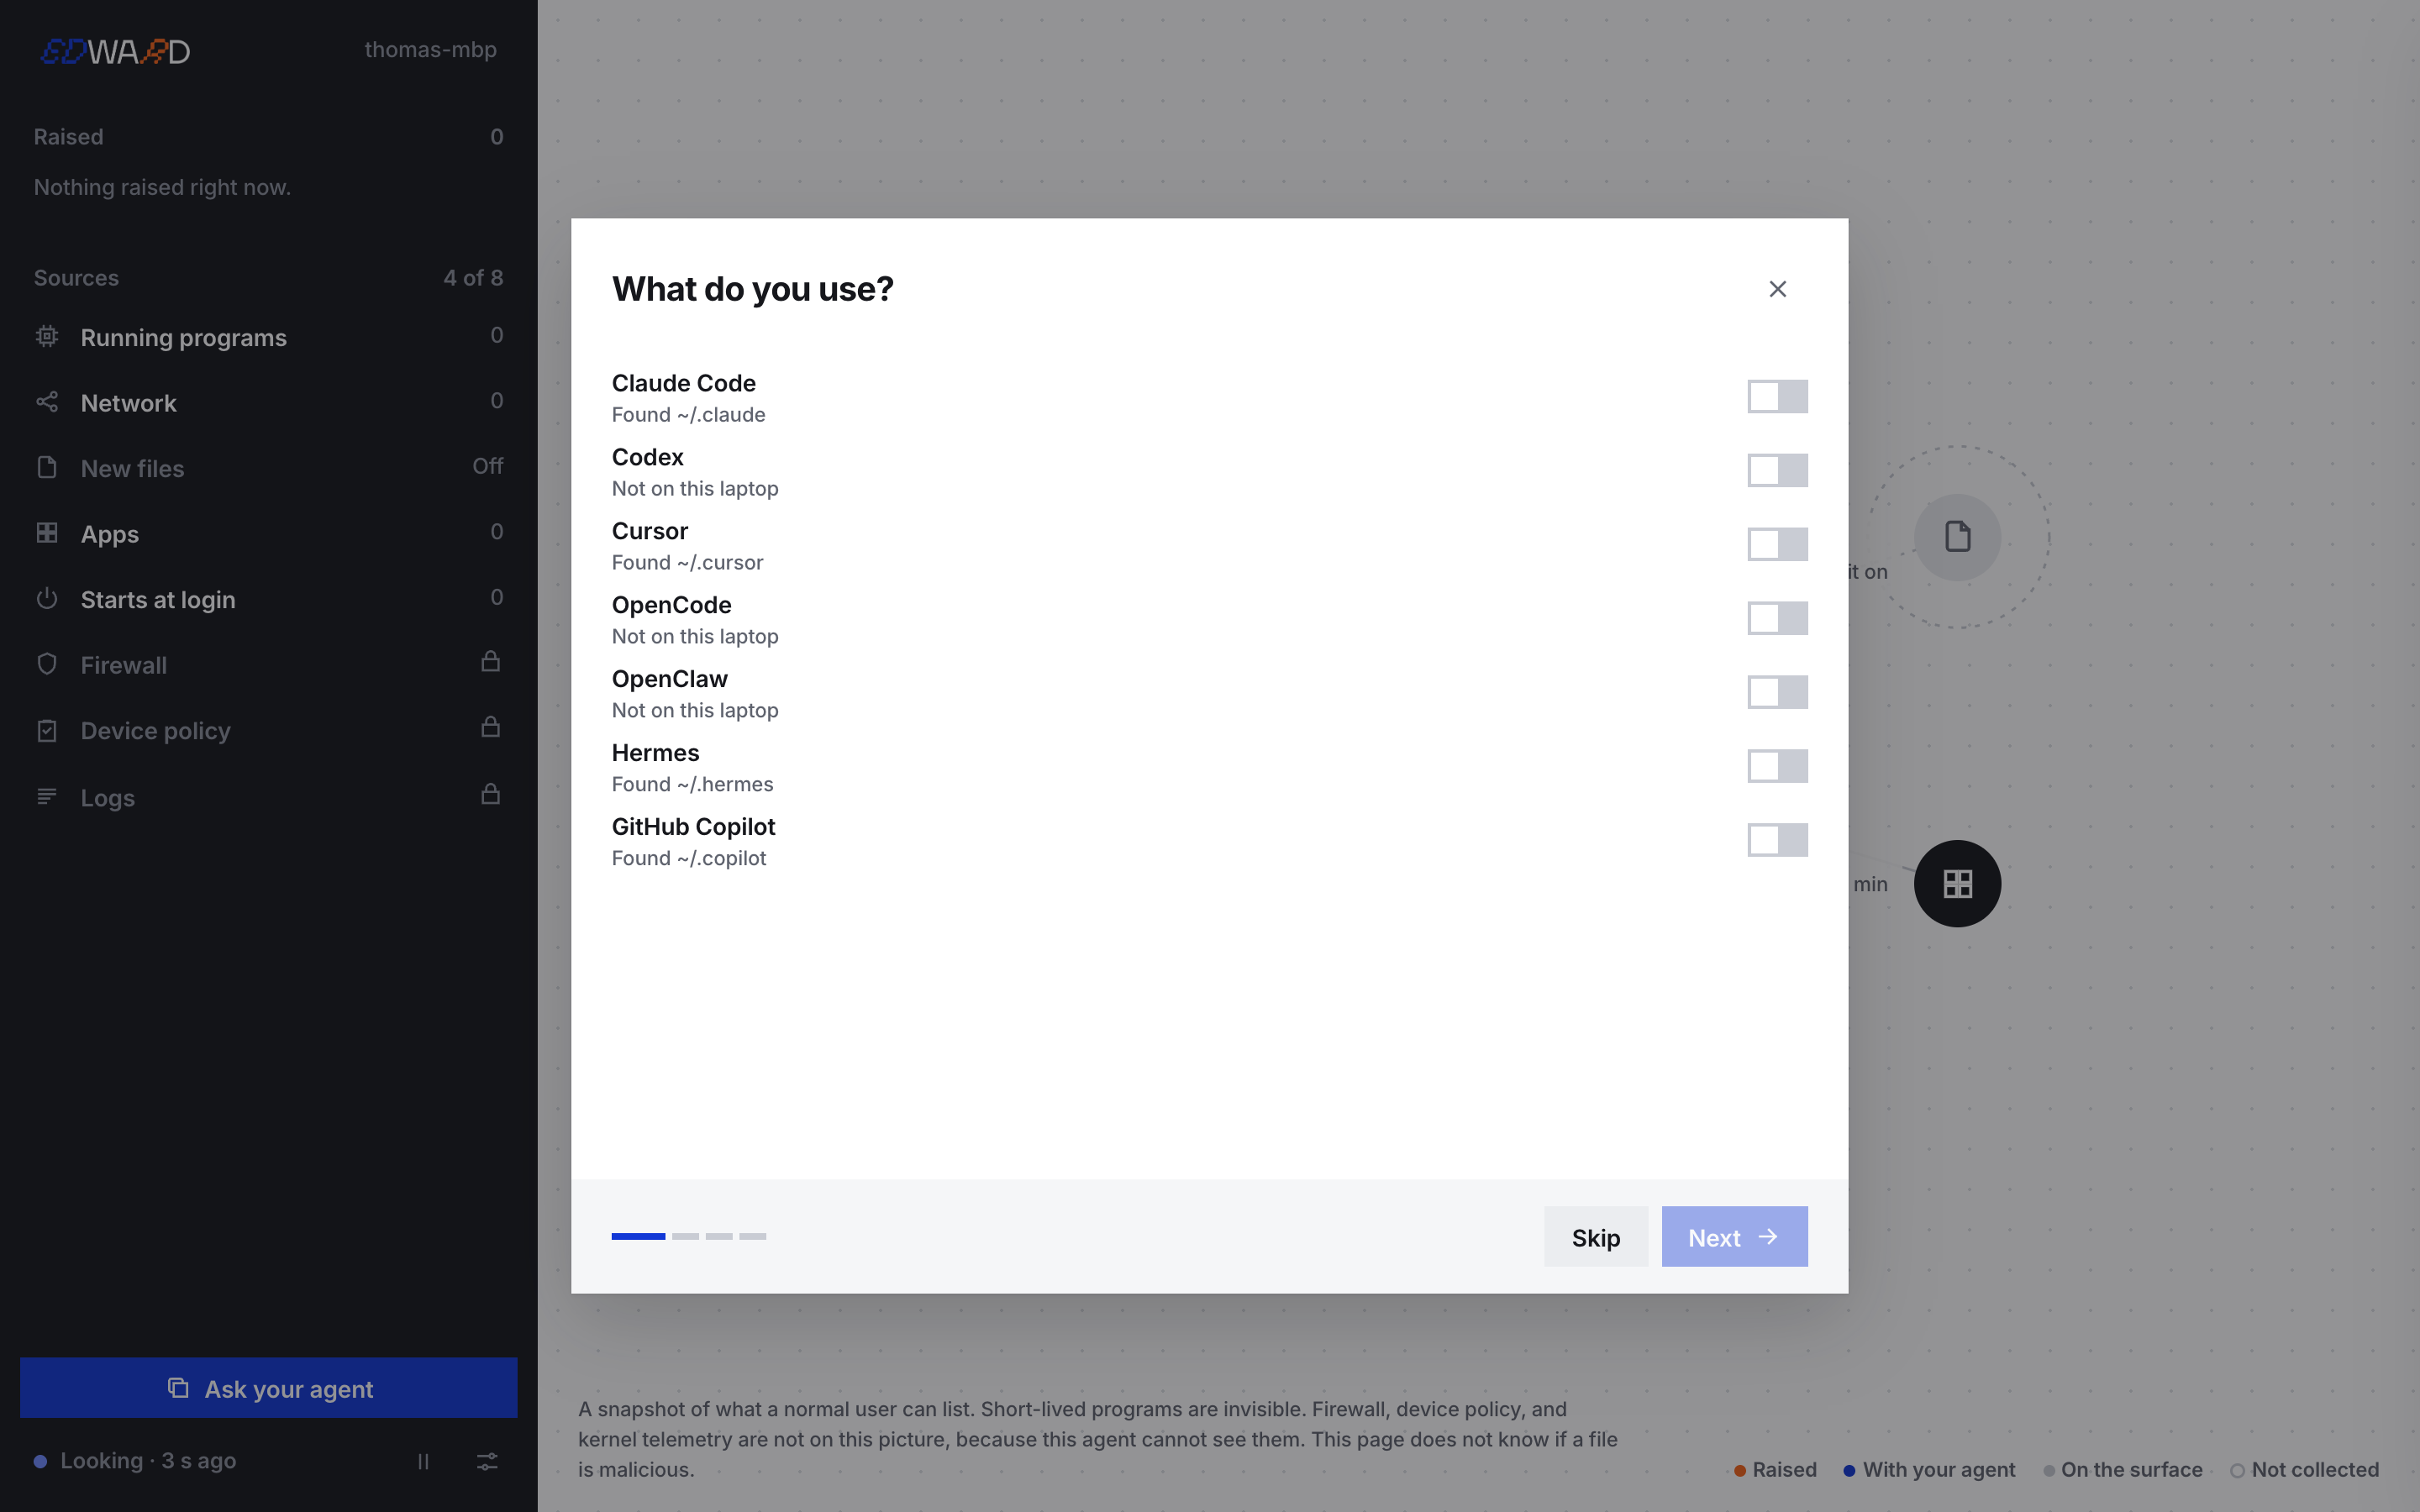 EDWARD
thomas-mbp
Raised 0
Nothing raised right now.
Sources 4 of 8
Running programs 0
Network 0
New files Off
Apps 0
Starts at login 0
Firewall
Device policy
Logs
Ask your agent
Looking · 3 s ago
What do you use?
Claude Code
Found ~/.claude
Codex
Not on this laptop
Cursor
Found ~/.cursor
OpenCode
Not on this laptop
OpenClaw
Not on this laptop
Hermes
Found ~/.hermes
GitHub Copilot
Found ~/.copilot
Skip
Next
it on
min
A snapshot of what a normal user can list. Short-lived programs are invisible. Firewall, device policy, and
kernel telemetry are not on this picture, because this agent cannot see them. This page does not know if a file
is malicious.
Raised
With your agent
On the surface
Not collected